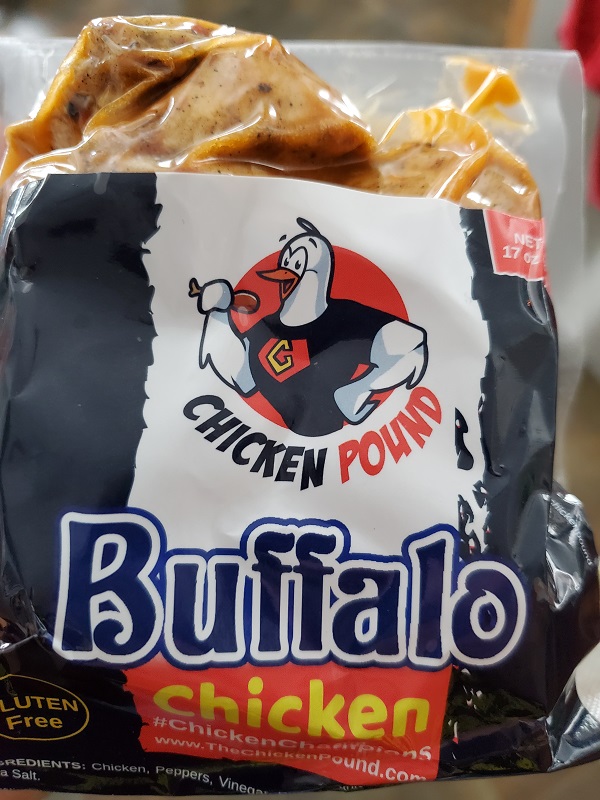 NET
17 OZ
C
CHICKEN POUND
Buffalo
chicken
#ChickenChampions
www.TheChickenPound.com
LUTEN
Free
REDIENTS: Chicken, Peppers, Vinega
a Salt.